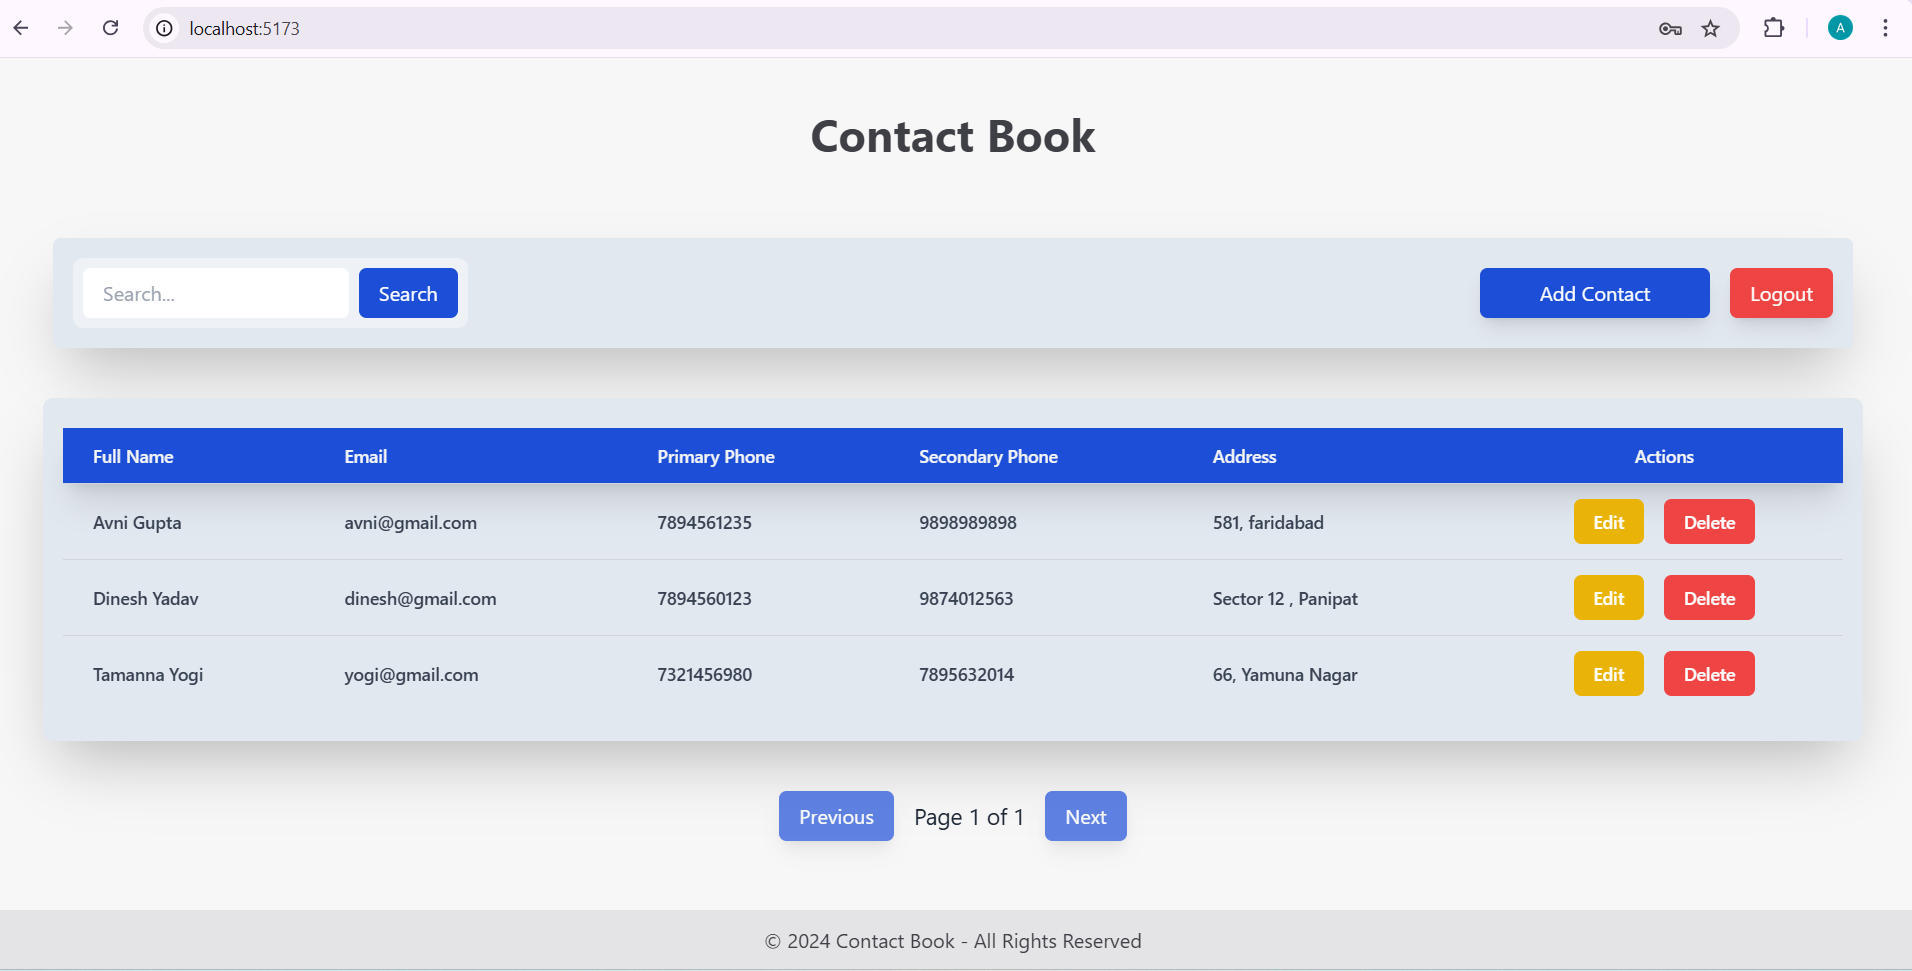 localhost:5173
A
Contact Book
Search...
Search
Add Contact
Logout
Full Name Email Primary Phone Secondary Phone Address Actions
Avni Gupta avni@gmail.com 7894561235 9898989898 581, faridabad Edit Delete
Dinesh Yadav dinesh@gmail.com 7894560123 9874012563 Sector 12 , Panipat Edit Delete
Tamanna Yogi yogi@gmail.com 7321456980 7895632014 66, Yamuna Nagar Edit Delete
Previous Page 1 of 1 Next
© 2024 Contact Book - All Rights Reserved